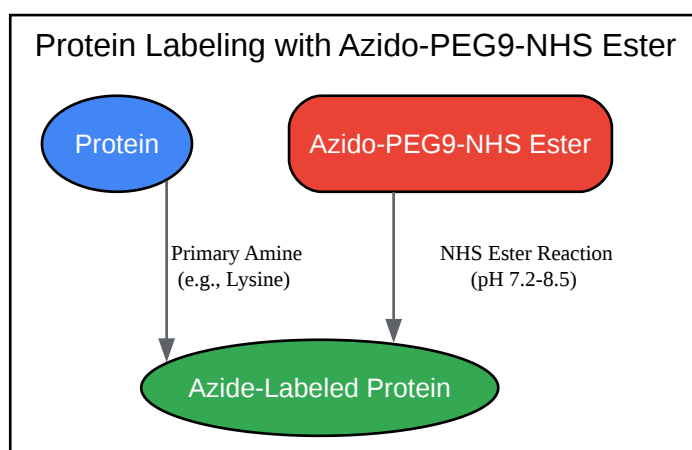 Protein Labeling with Azido-PEG9-NHS Ester
Protein
Azido-PEG9-NHS Ester
Primary Amine
(e.g., Lysine)
NHS Ester Reaction
(pH 7.2-8.5)
Azide-Labeled Protein